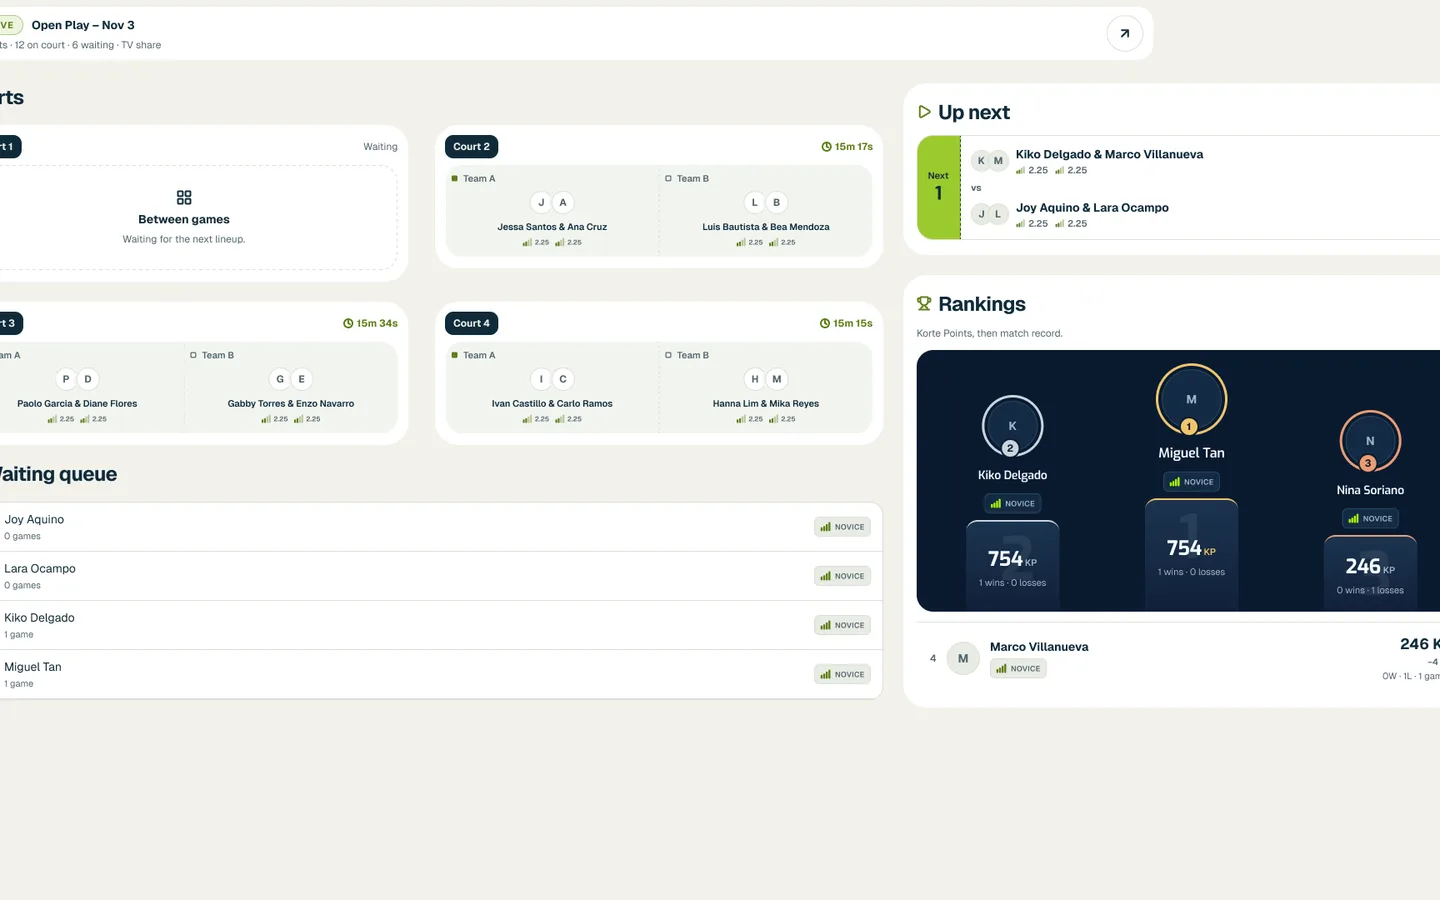 VE Open Play – Nov 3
ts · 12 on court · 6 waiting · TV share
rts
t 1
Waiting
Between games
Waiting for the next lineup.
Court 2
15m 17s
Team A
Team B
J A
L B
Jessa Santos & Ana Cruz
Luis Bautista & Bea Mendoza
2.25 2.25
2.25 2.25
t 3
15m 34s
am A
Team B
P D
G E
Paolo Garcia & Diane Flores
Gabby Torres & Enzo Navarro
2.25 2.25
2.25 2.25
Court 4
15m 15s
Team A
Team B
I C
H M
Ivan Castillo & Carlo Ramos
Hanna Lim & Mika Reyes
2.25 2.25
2.25 2.25
aiting queue
Joy Aquino
0 games
NOVICE
Lara Ocampo
0 games
NOVICE
Kiko Delgado
1 game
NOVICE
Miguel Tan
1 game
NOVICE
Up next
Next
1
K M
Kiko Delgado & Marco Villanueva
2.25 2.25
vs
J L
Joy Aquino & Lara Ocampo
2.25 2.25
Rankings
Korte Points, then match record.
K
2
Kiko Delgado
NOVICE
2
754 KP
1 wins · 0 losses
M
1
Miguel Tan
NOVICE
1
754 KP
1 wins · 0 losses
N
3
Nina Soriano
NOVICE
3
246 KP
0 wins · 1 losses
4
M
Marco Villanueva
NOVICE
246 K
-4
0W · 1L · 1 gam